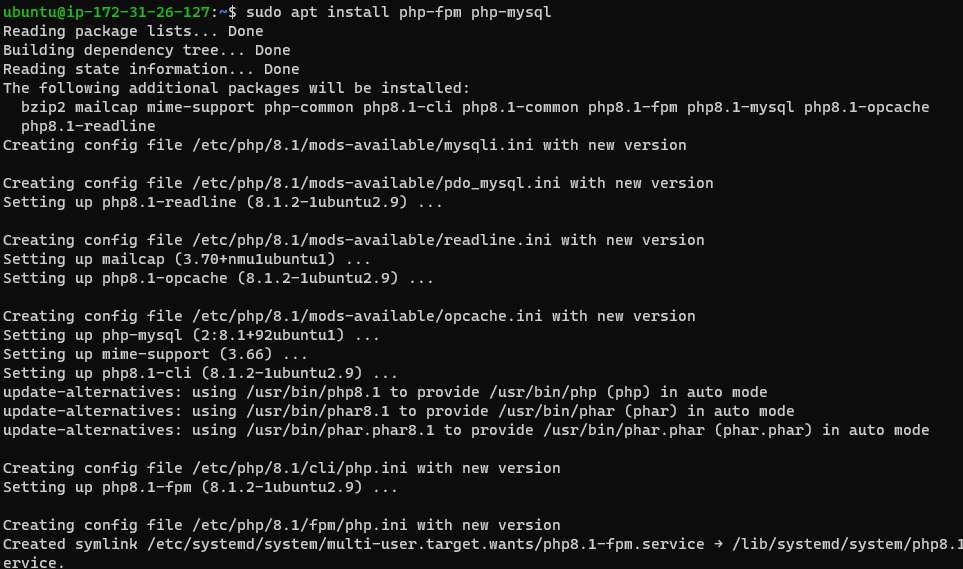 ubuntu@ip-172-31-26-127:~$ sudo apt install php-fpm php-mysql
Reading package lists... Done
Building dependency tree... Done
Reading state information... Done
The following additional packages will be installed:
  bzip2 mailcap mime-support php-common php8.1-cli php8.1-common php8.1-fpm php8.1-mysql php8.1-opcache
  php8.1-readline
Creating config file /etc/php/8.1/mods-available/mysqli.ini with new version

Creating config file /etc/php/8.1/mods-available/pdo_mysql.ini with new version
Setting up php8.1-readline (8.1.2-1ubuntu2.9) ...

Creating config file /etc/php/8.1/mods-available/readline.ini with new version
Setting up mailcap (3.70+nmu1ubuntu1) ...
Setting up php8.1-opcache (8.1.2-1ubuntu2.9) ...

Creating config file /etc/php/8.1/mods-available/opcache.ini with new version
Setting up php-mysql (2:8.1+92ubuntu1) ...
Setting up mime-support (3.66) ...
Setting up php8.1-cli (8.1.2-1ubuntu2.9) ...
update-alternatives: using /usr/bin/php8.1 to provide /usr/bin/php (php) in auto mode
update-alternatives: using /usr/bin/phar8.1 to provide /usr/bin/phar (phar) in auto mode
update-alternatives: using /usr/bin/phar.phar8.1 to provide /usr/bin/phar.phar (phar.phar) in auto mode

Creating config file /etc/php/8.1/cli/php.ini with new version
Setting up php8.1-fpm (8.1.2-1ubuntu2.9) ...

Creating config file /etc/php/8.1/fpm/php.ini with new version
Created symlink /etc/systemd/system/multi-user.target.wants/php8.1-fpm.service → /lib/systemd/system/php8.1
ervice.